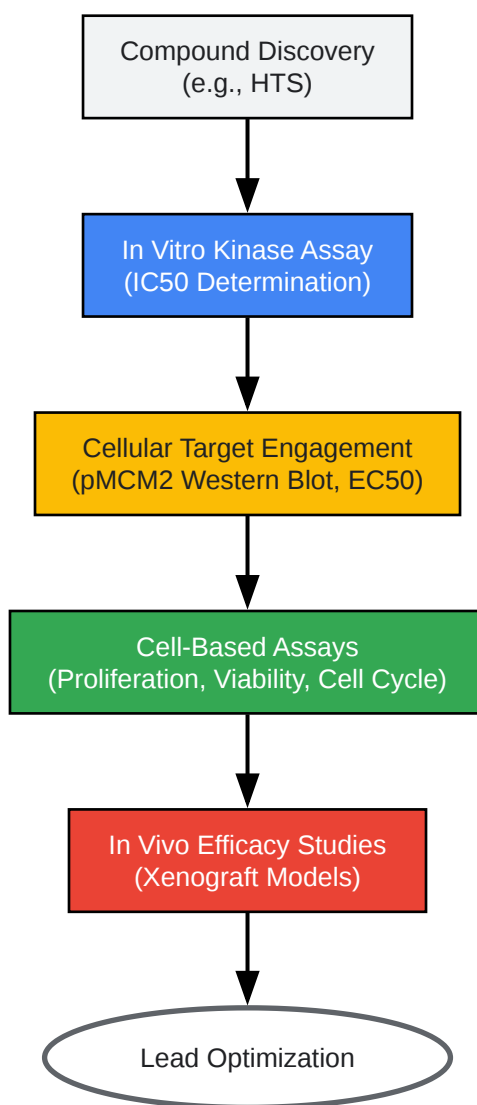 Compound Discovery
(e.g., HTS)
In Vitro Kinase Assay
(IC50 Determination)
Cellular Target Engagement
(pMCM2 Western Blot, EC50)
Cell-Based Assays
(Proliferation, Viability, Cell Cycle)
In Vivo Efficacy Studies
(Xenograft Models)
Lead Optimization